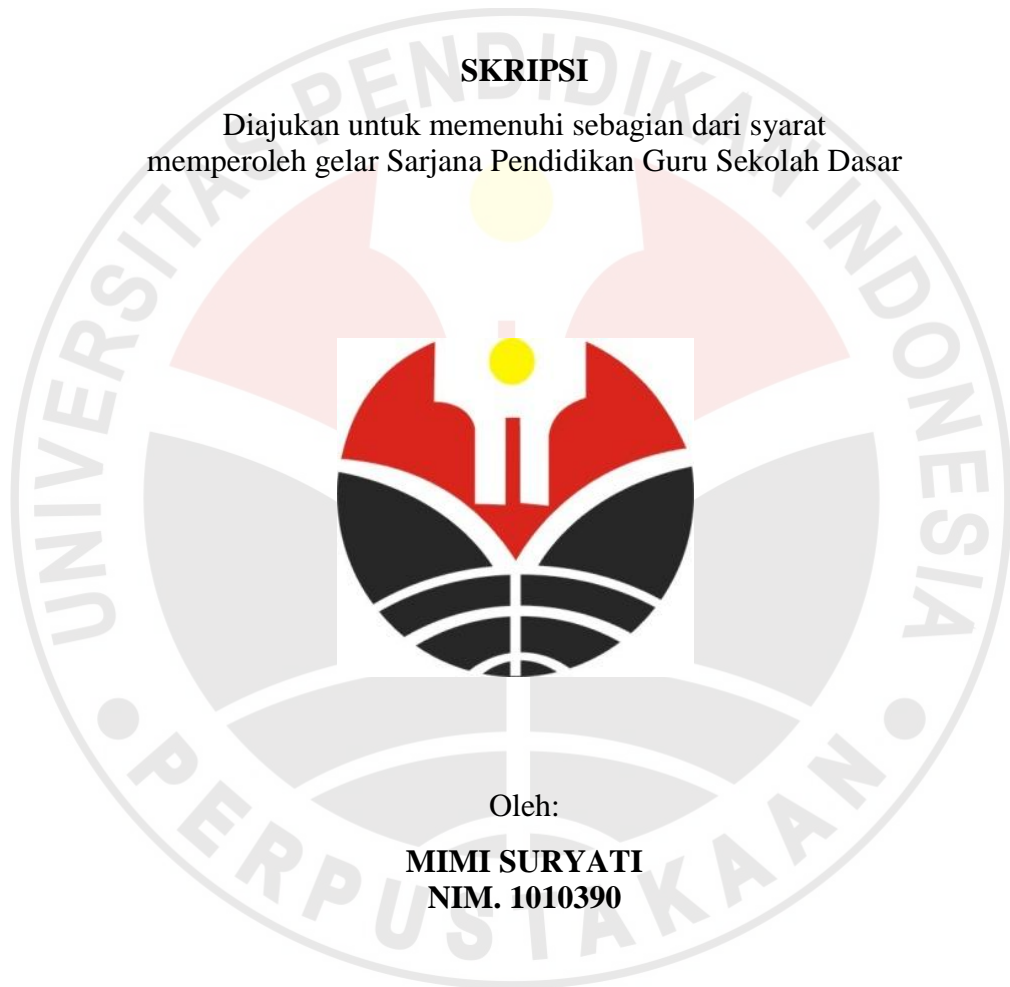 SKRIPSI
Diajukan untuk memenuhi sebagian dari syarat
memperoleh gelar Sarjana Pendidikan Guru Sekolah Dasar
UNIVERSITAS PENDIDIKAN INDONESIA
PERPUSTAKAAN
Oleh:
MIMI SURYATI
NIM. 1010390